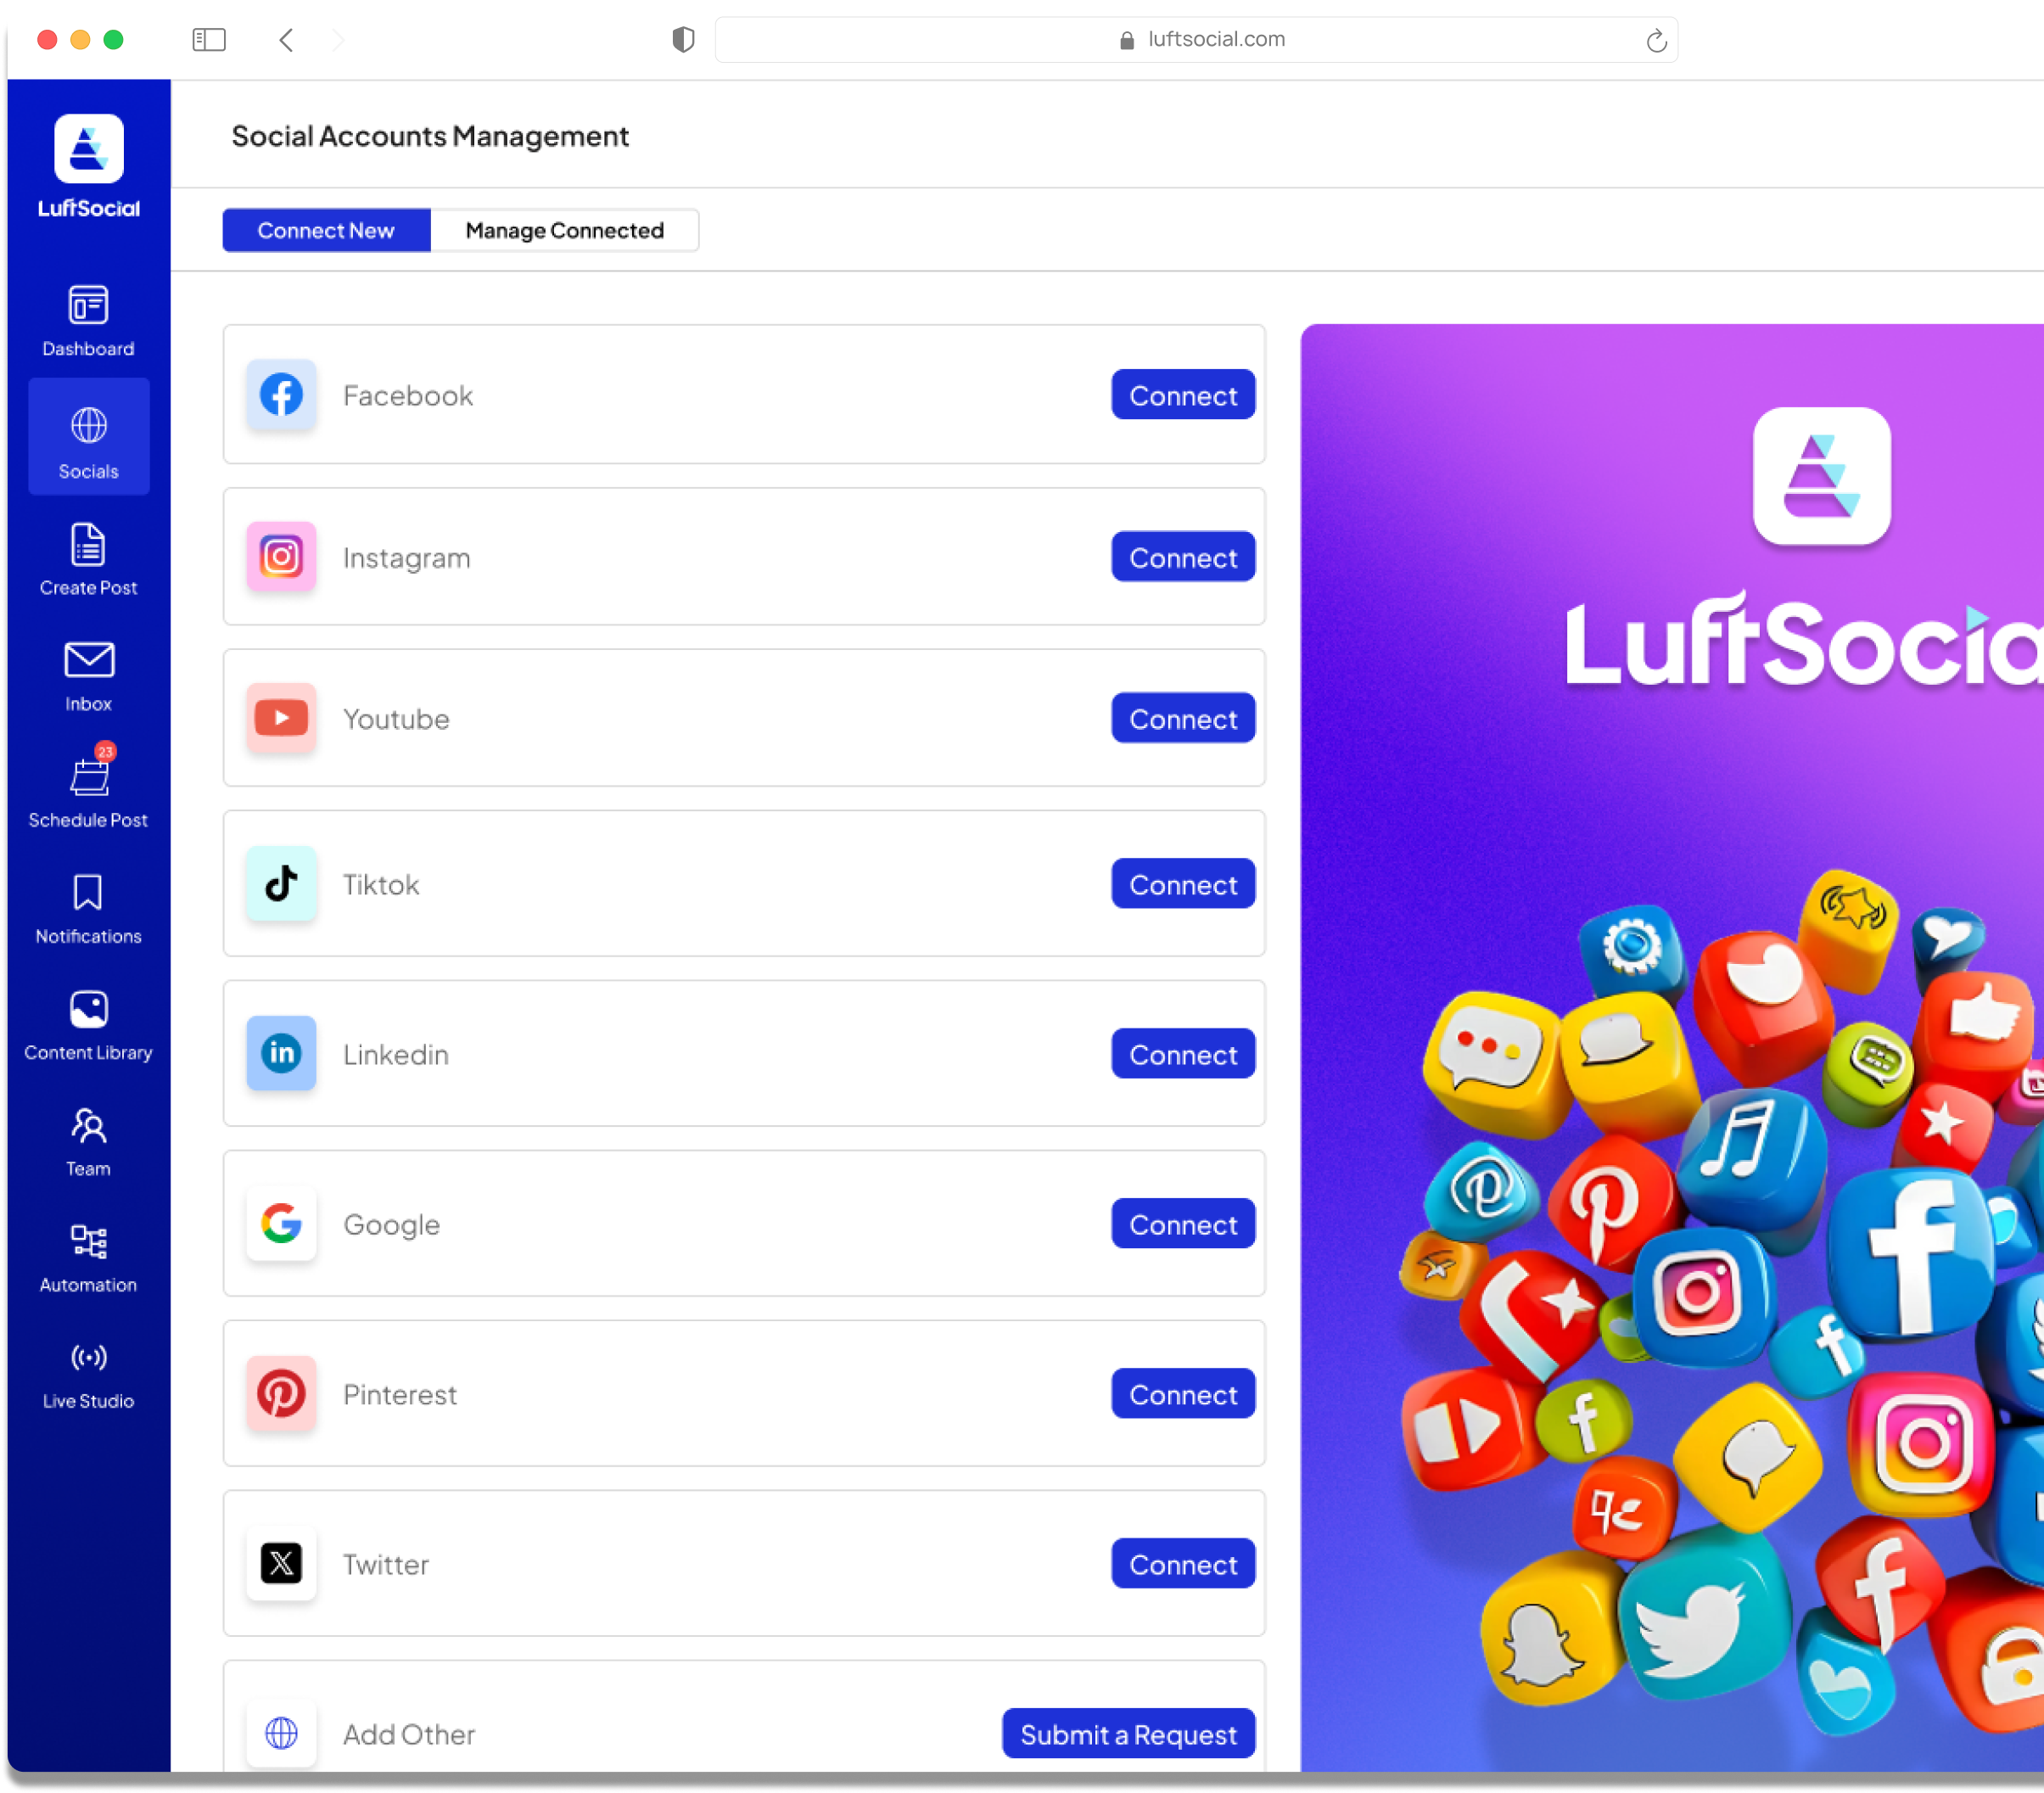 luftsocial.com
LuftSocial
Social Accounts Management
Connect New
Manage Connected
Dashboard
Socials
Create Post
Inbox
23
Schedule Post
Notifications
Content Library
Team
Automation
Live Studio
Facebook
Connect
Instagram
Connect
Youtube
Connect
Tiktok
Connect
Linkedin
Connect
Google
Connect
Pinterest
Connect
Twitter
Connect
Add Other
Submit a Request
LuftSocia